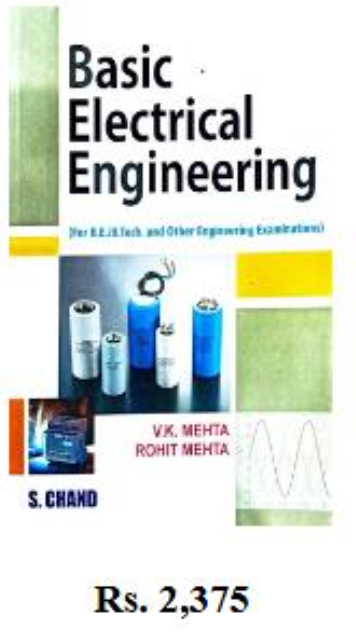 Basic
Electrical
Engineering
(For B.E./B.Tech. and Other Engineering Examinations)
V.K. MEHTA
ROHIT MEHTA
S. CHAND
Rs. 2,375